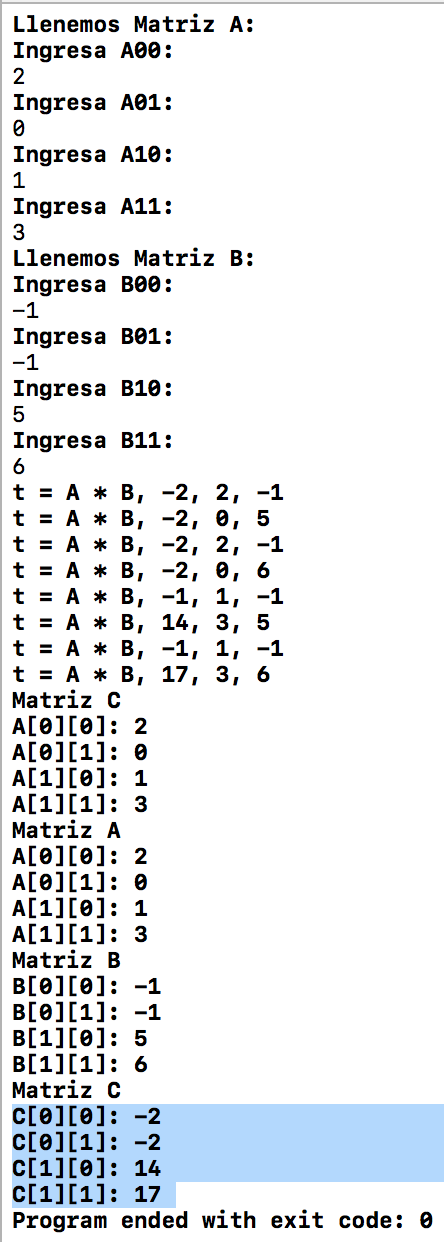 Llenemos Matriz A:
Ingresa A00:
2
Ingresa A01:
0
Ingresa A10:
1
Ingresa A11:
3
Llenemos Matriz B:
Ingresa B00:
-1
Ingresa B01:
-1
Ingresa B10:
5
Ingresa B11:
6
t = A * B, -2, 2, -1
t = A * B, -2, 0, 5
t = A * B, -2, 2, -1
t = A * B, -2, 0, 6
t = A * B, -1, 1, -1
t = A * B, 14, 3, 5
t = A * B, -1, 1, -1
t = A * B, 17, 3, 6
Matriz C
A[0][0]: 2
A[0][1]: 0
A[1][0]: 1
A[1][1]: 3
Matriz A
A[0][0]: 2
A[0][1]: 0
A[1][0]: 1
A[1][1]: 3
Matriz B
B[0][0]: -1
B[0][1]: -1
B[1][0]: 5
B[1][1]: 6
Matriz C
C[0][0]: -2
C[0][1]: -2
C[1][0]: 14
C[1][1]: 17
Program ended with exit code: 0